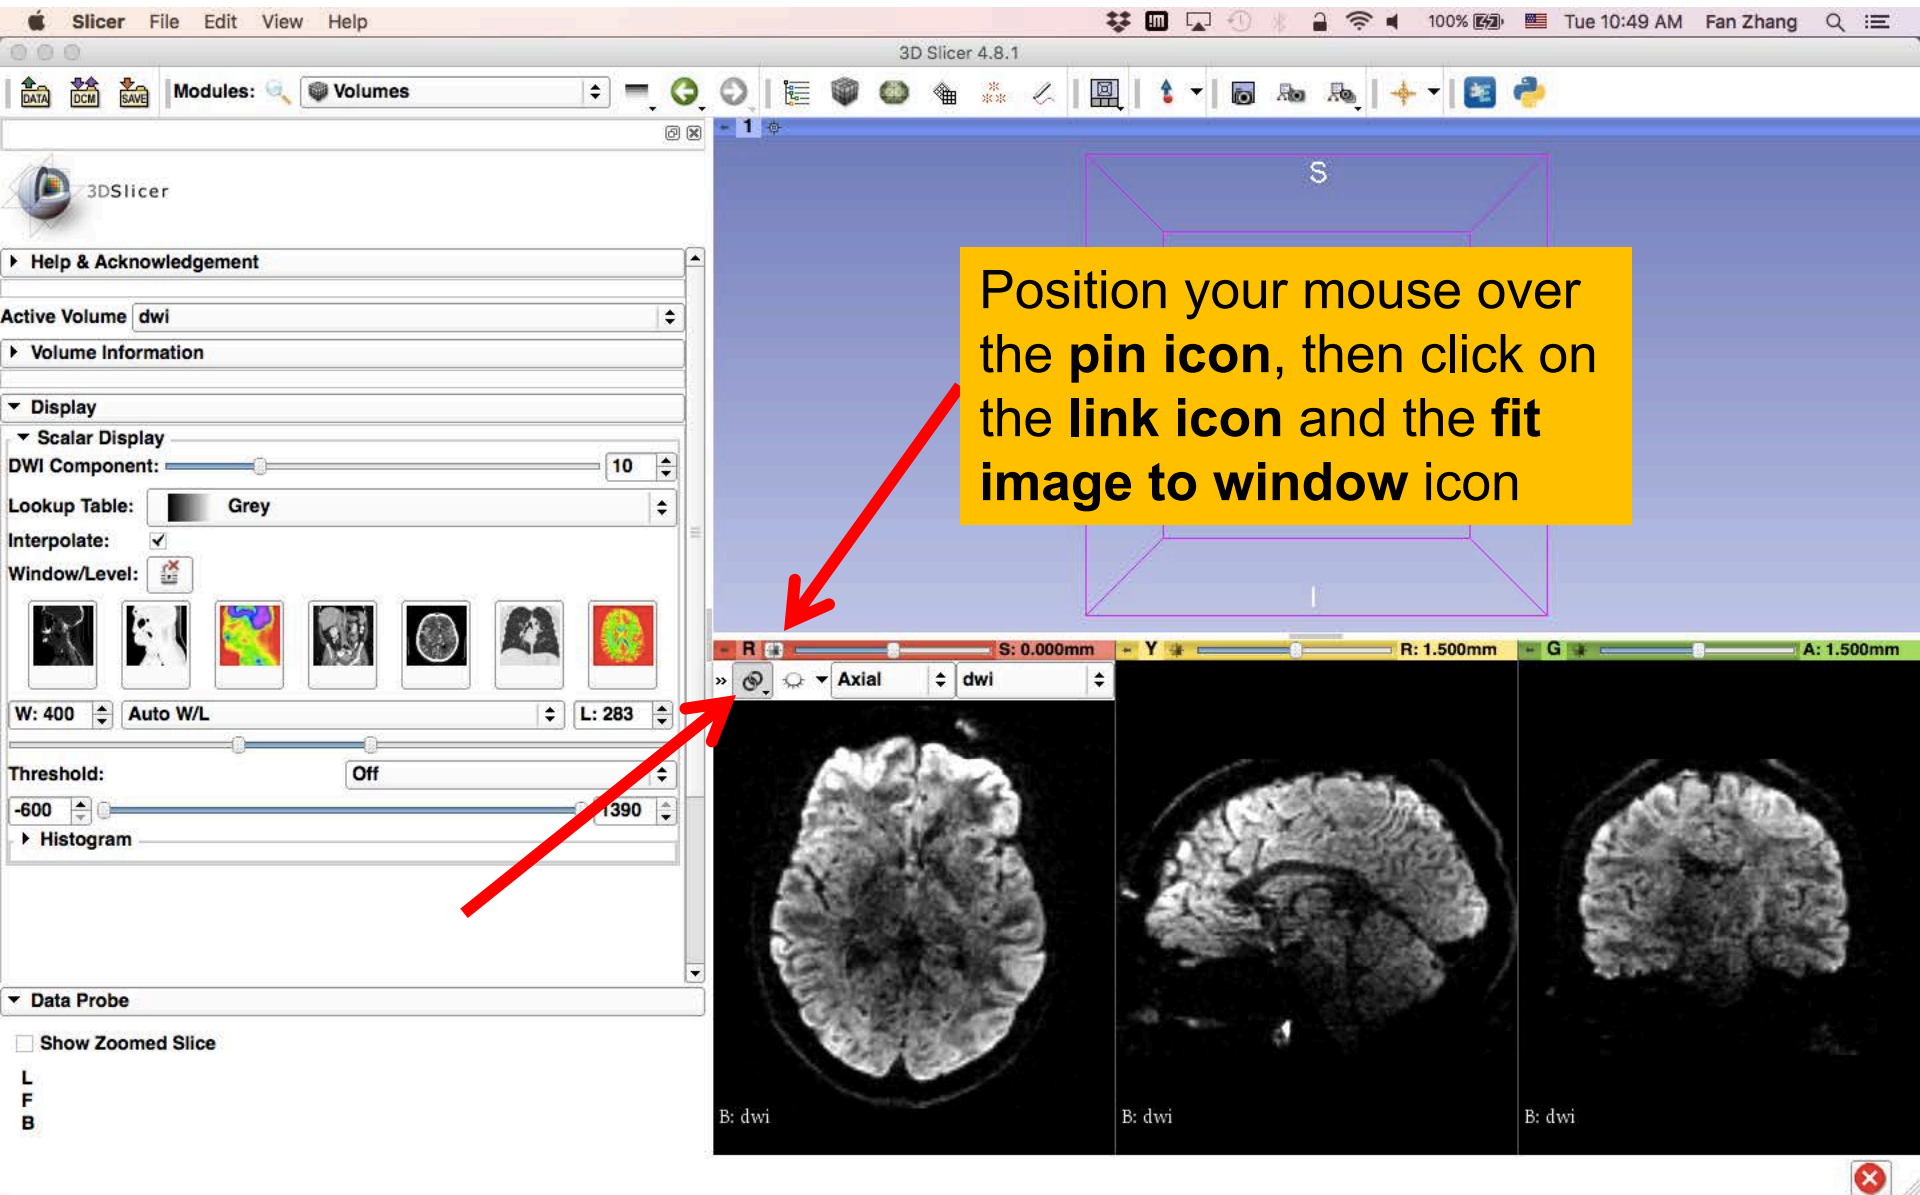 Slicer File Edit View Help
100% Tue 10:49 AM Fan Zhang
3D Slicer 4.8.1
DATA DCM SAVE Modules: Volumes
1
3DSlicer
S
Position your mouse over
the pin icon, then click on
the link icon and the fit
image to window icon
I
Help & Acknowledgement
Active Volume dwi
Volume Information
Display
Scalar Display
DWI Component: 10
Lookup Table: Grey
Interpolate:
Window/Level:
W: 400 Auto W/L L: 283
Threshold: Off
-600 1390
Histogram
Data Probe
Show Zoomed Slice
L
F
B
R S: 0.000mm
Y R: 1.500mm
G A: 1.500mm
» Axial dwi
B: dwi
B: dwi
B: dwi